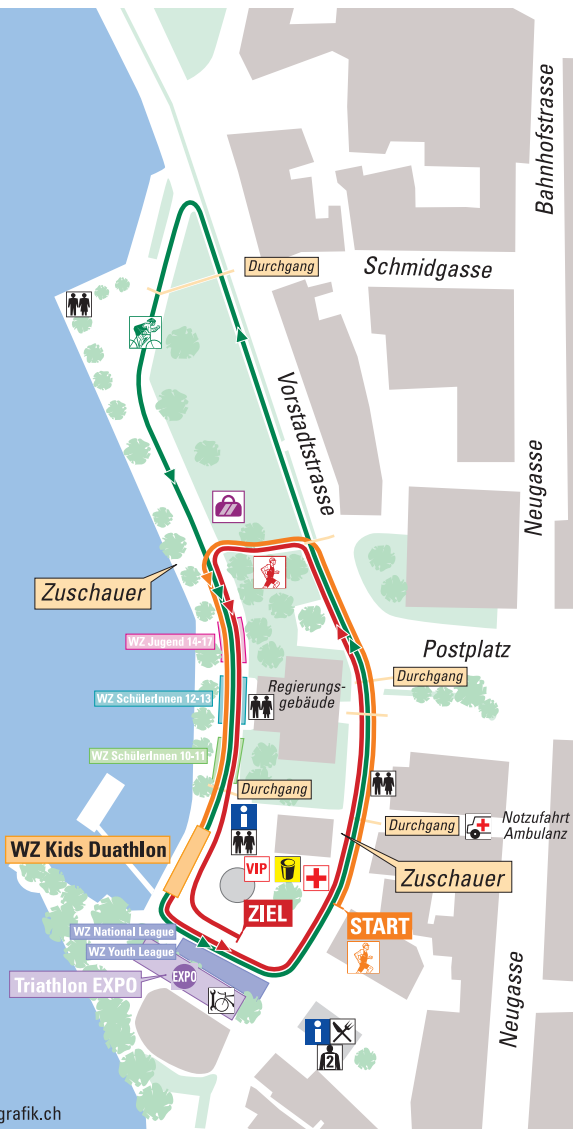 Bahnhofstrasse
Durchgang
Schmidgasse
Vorstadtstrasse
Neugasse
Zuschauer
WZ Jugend 14-17
Postplatz
Durchgang
Regierungs-
gebäude
WZ SchülerInnen 12-13
WZ SchülerInnen 10-11
Durchgang
i
Durchgang
Notzufahrt
Ambulanz
WZ Kids Duathlon
VIP
Zuschauer
ZIEL
START
WZ National League
WZ Youth League
Triathlon EXPO
EXPO
Neugasse
i
2
grafik.ch